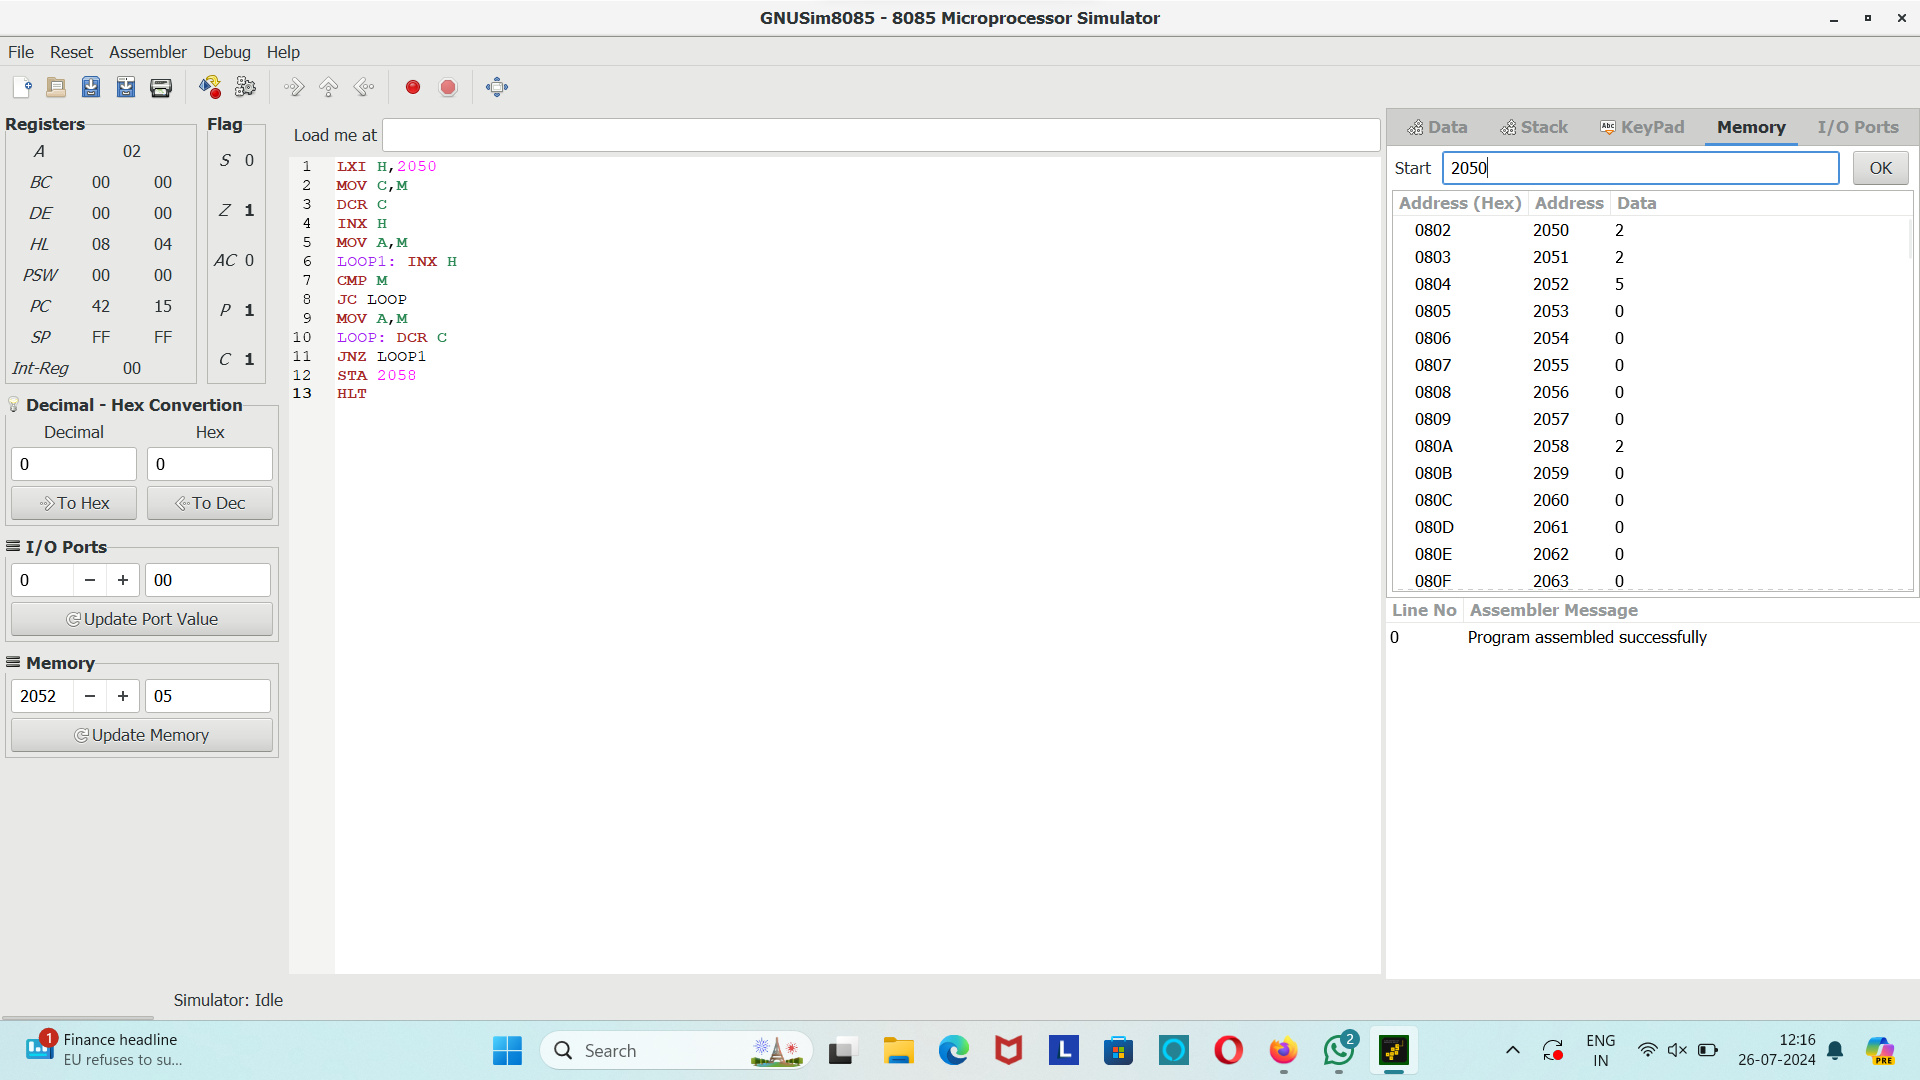 GNUSim8085 - 8085 Microprocessor Simulator
File Reset Assembler Debug Help
Registers
A 02
BC 00 00
DE 00 00
HL 08 04
PSW 00 00
PC 42 15
SP FF FF
Int-Reg 00
Flag
S 0
Z 1
AC 0
P 1
C 1
Decimal - Hex Convertion
Decimal Hex
0 0
To Hex To Dec
I/O Ports
0 − + 00
Update Port Value
Memory
2052 − + 05
Update Memory
Load me at
1 LXI H,2050
2 MOV C,M
3 DCR C
4 INX H
5 MOV A,M
6 LOOP1: INX H
7 CMP M
8 JC LOOP
9 MOV A,M
10 LOOP: DCR C
11 JNZ LOOP1
12 STA 2058
13 HLT
Data Stack Abc KeyPad Memory I/O Ports
Start 2050 OK
Address (Hex) Address Data
0802 2050 2
0803 2051 2
0804 2052 5
0805 2053 0
0806 2054 0
0807 2055 0
0808 2056 0
0809 2057 0
080A 2058 2
080B 2059 0
080C 2060 0
080D 2061 0
080E 2062 0
080F 2063 0
Line No Assembler Message
0 Program assembled successfully
Simulator: Idle
1 Finance headline
EU refuses to su...
Search
L
2
ENG
IN
12:16
26-07-2024
PRE